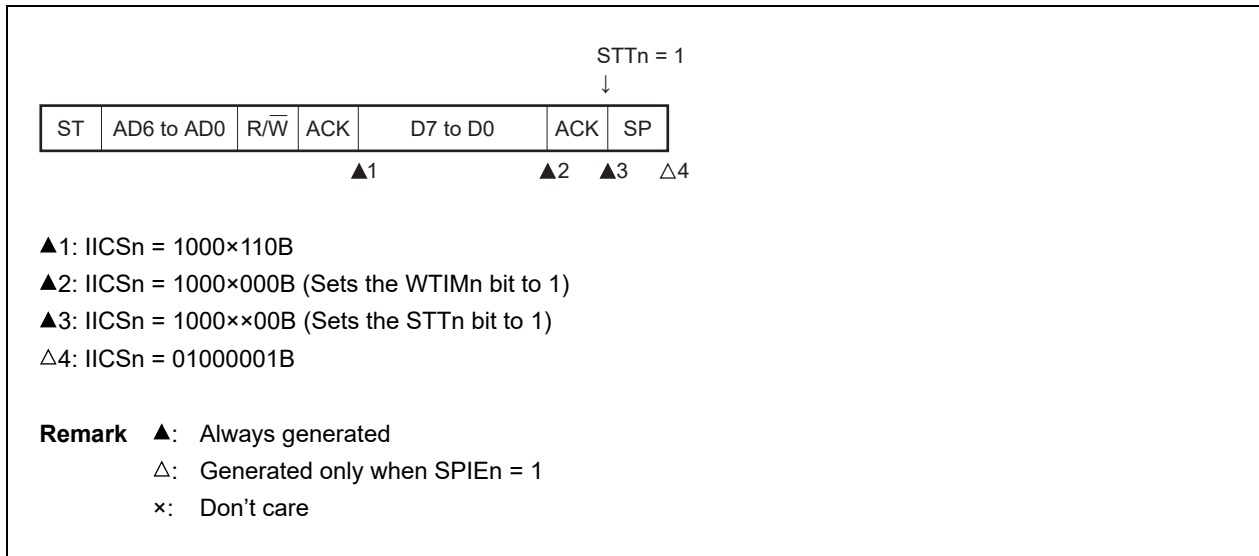 STTn = 1
↓
ST AD6 to AD0 R/W̅ ACK D7 to D0 ACK SP
▲1 ▲2 ▲3 △4
▲1: IICSn = 1000×110B
▲2: IICSn = 1000×000B (Sets the WTIMn bit to 1)
▲3: IICSn = 1000××00B (Sets the STTn bit to 1)
△4: IICSn = 01000001B
Remark ▲: Always generated
△: Generated only when SPIEn = 1
×: Don’t care